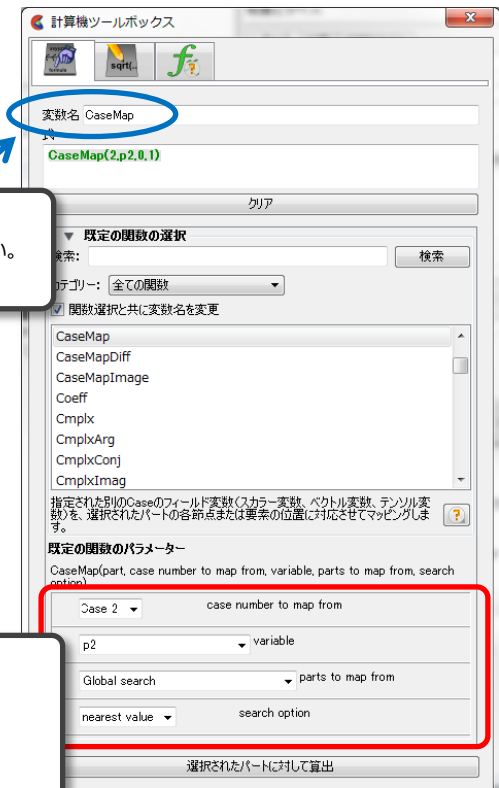 計算機ツールボックス
sqrt(..
変数名 CaseMap
CaseMap(2,p2,0,1)
クリア
い。
▼ 既定の関数の選択
検索:
検索
カテゴリー: 全ての関数
関数選択と共に変数名を変更
CaseMap
CaseMapDiff
CaseMapImage
Coeff
Cmplx
CmplxArg
CmplxConj
CmplxImag
指定された別のCaseのフィールド変数(スカラー変数、ベクトル変数、テンソル変
数)を、選択されたパートの各節点または要素の位置に対応させてマッピングしま
す。
既定の関数のパラメーター
CaseMap(part, case number to map from, variable, parts to map from, search
option)
Case 2 case number to map from
p2 variable
Global search parts to map from
nearest value search option
選択されたパートに対して算出